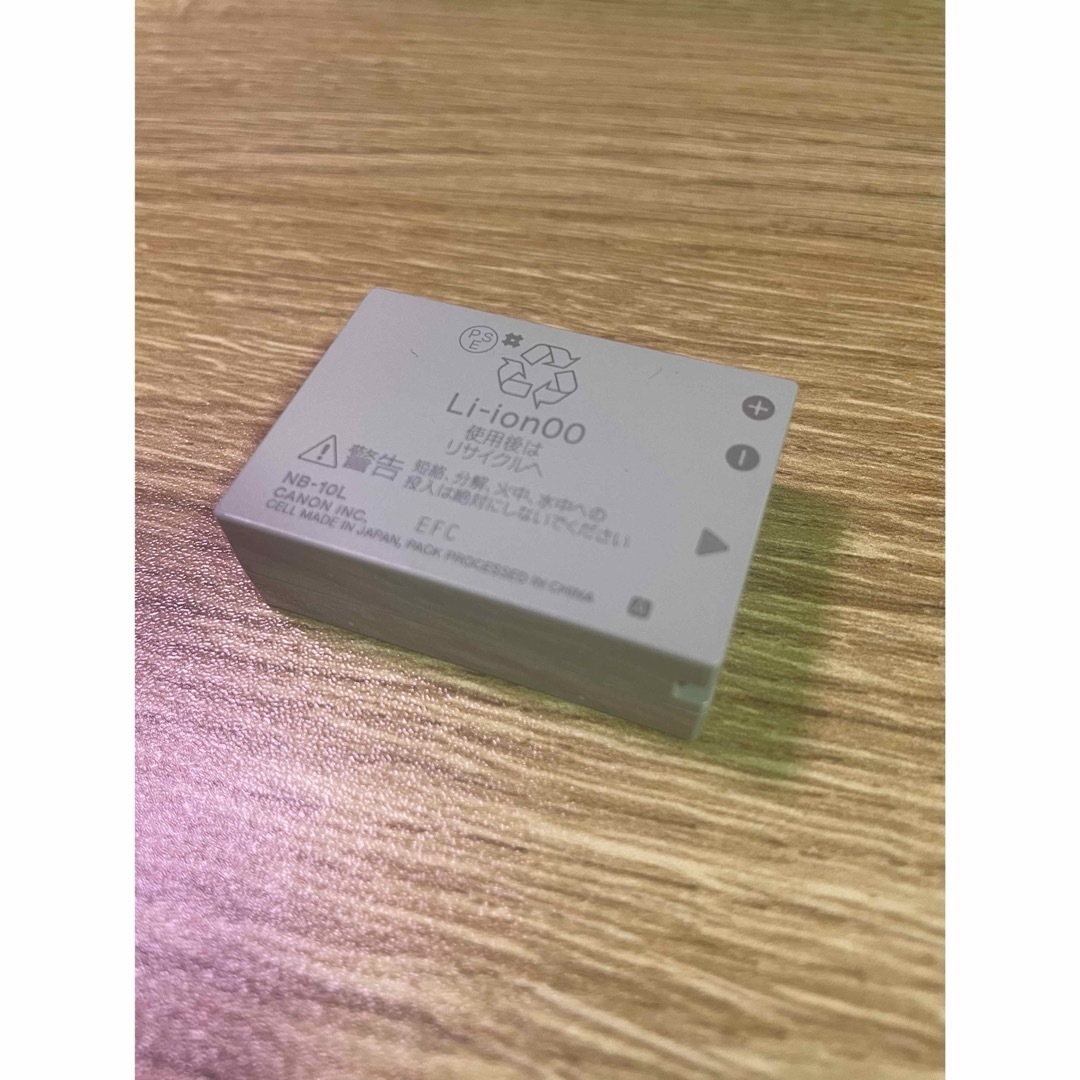 PSE
Li-ion00
使用後は
リサイクルへ
警告 短絡、分解、火中、水中への
投入は絶対にしないでください
NB-10L
CANON INC. EFC
CELL MADE IN JAPAN, PACK PROCESSED IN CHINA